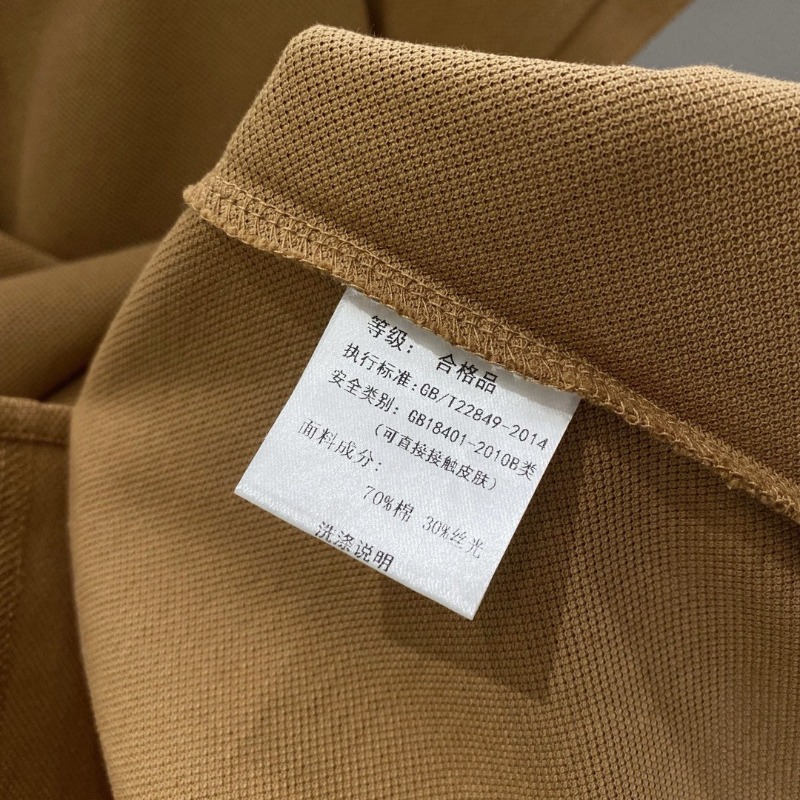 等级： 合格品
执行标准:GB/T22849-2014
安全类别: GB18401-2010B类
(可直接接触皮肤)
面料成分:
70%棉 30%丝光
洗涤说明